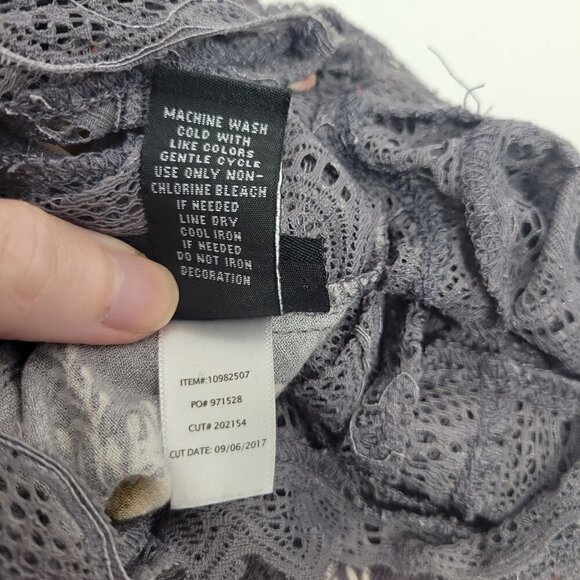 MACHINE WASH
COLD WITH
LIKE COLORS
GENTLE CYCLE
USE ONLY NON-
CHLORINE BLEACH
IF NEEDED
LINE DRY
COOL IRON
IF NEEDED
DO NOT IRON
DECORATION
ITEM#:10982507
PO# 971528
CUT# 202154
CUT DATE: 09/06/2017